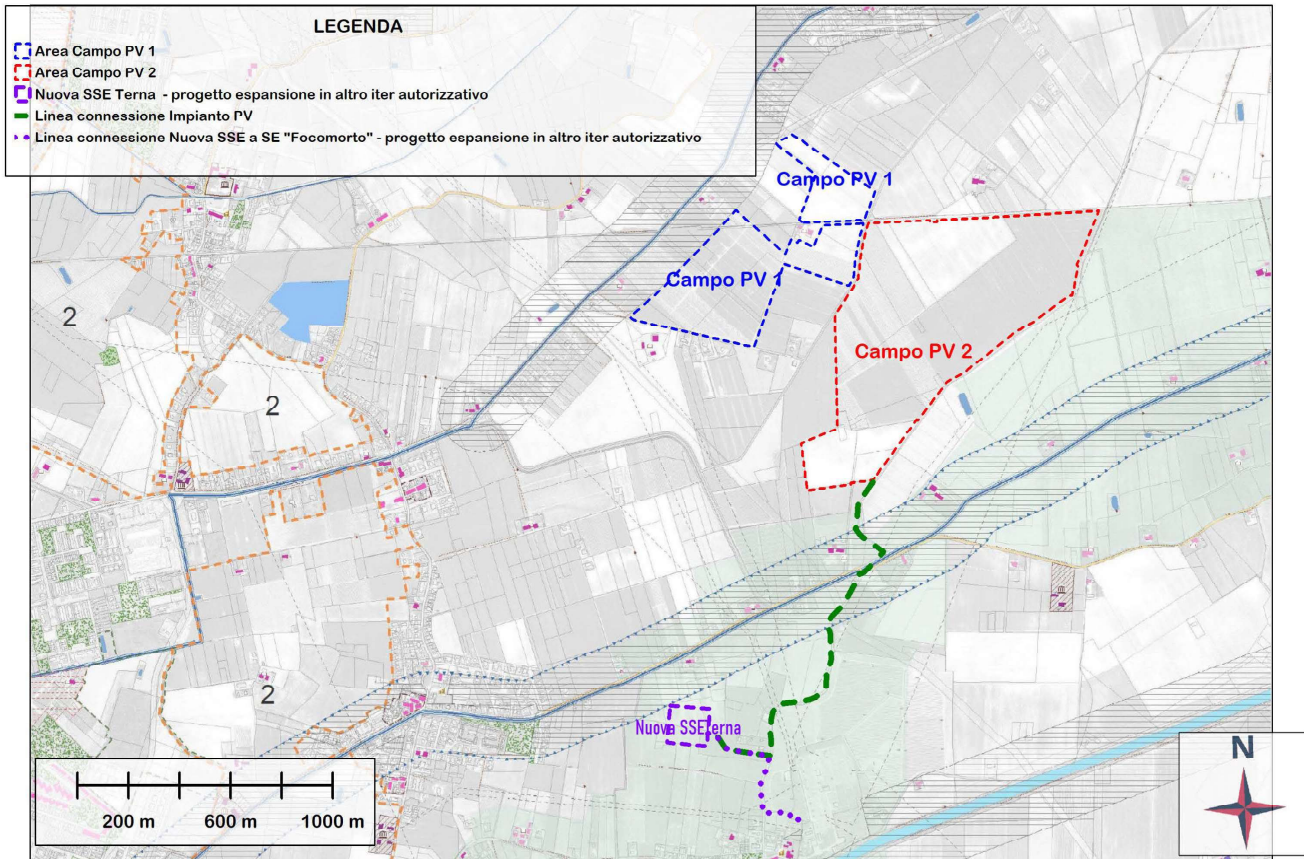 LEGENDA
Area Campo PV 1
Area Campo PV 2
Nuova SSE Terna - progetto espansione in altro iter autorizzativo
Linea connessione Impianto PV
Linea connessione Nuova SSE a SE "Focomorto" - progetto espansione in altro iter autorizzativo
Campo PV 1
Campo PV 1
2
Campo PV 2
2
2
Nuova SSETerna
N
200 m 600 m 1000 m